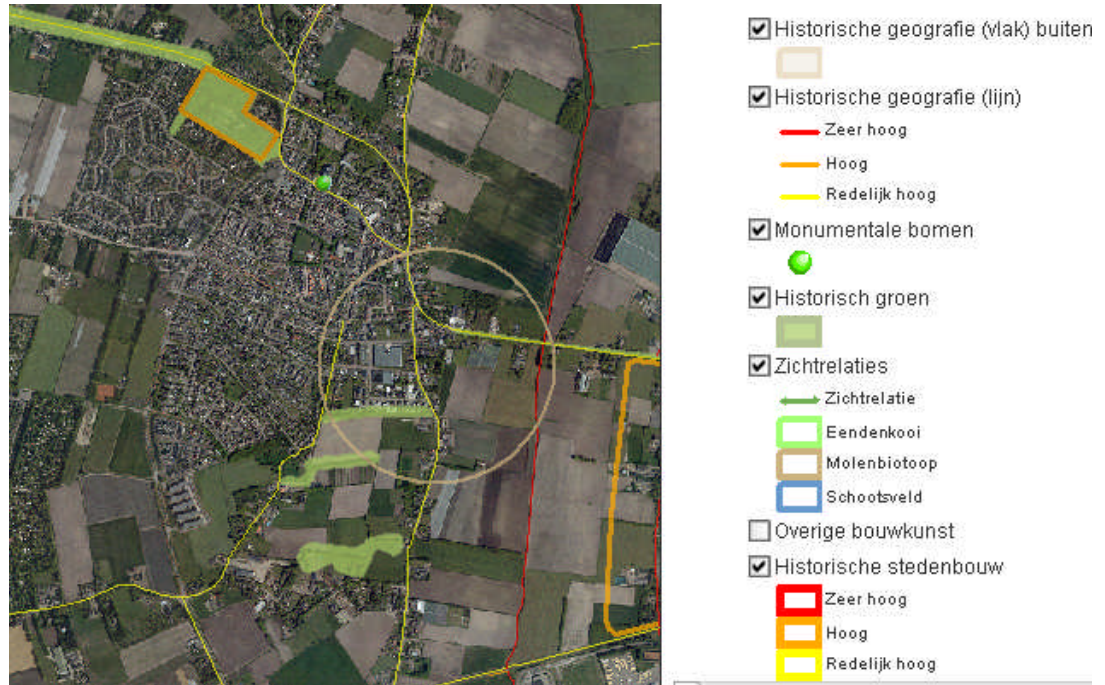 Historische geografie (vlak) buiten
Historische geografie (lijn)
Zeer hoog
Hoog
Redelijk hoog
Monumentale bomen
Historisch groen
Zichtrelaties
Zichtrelatie
Eendenkooi
Molenbiotoop
Schootsveld
Overige bouwkunst
Historische stedenbouw
Zeer hoog
Hoog
Redelijk hoog